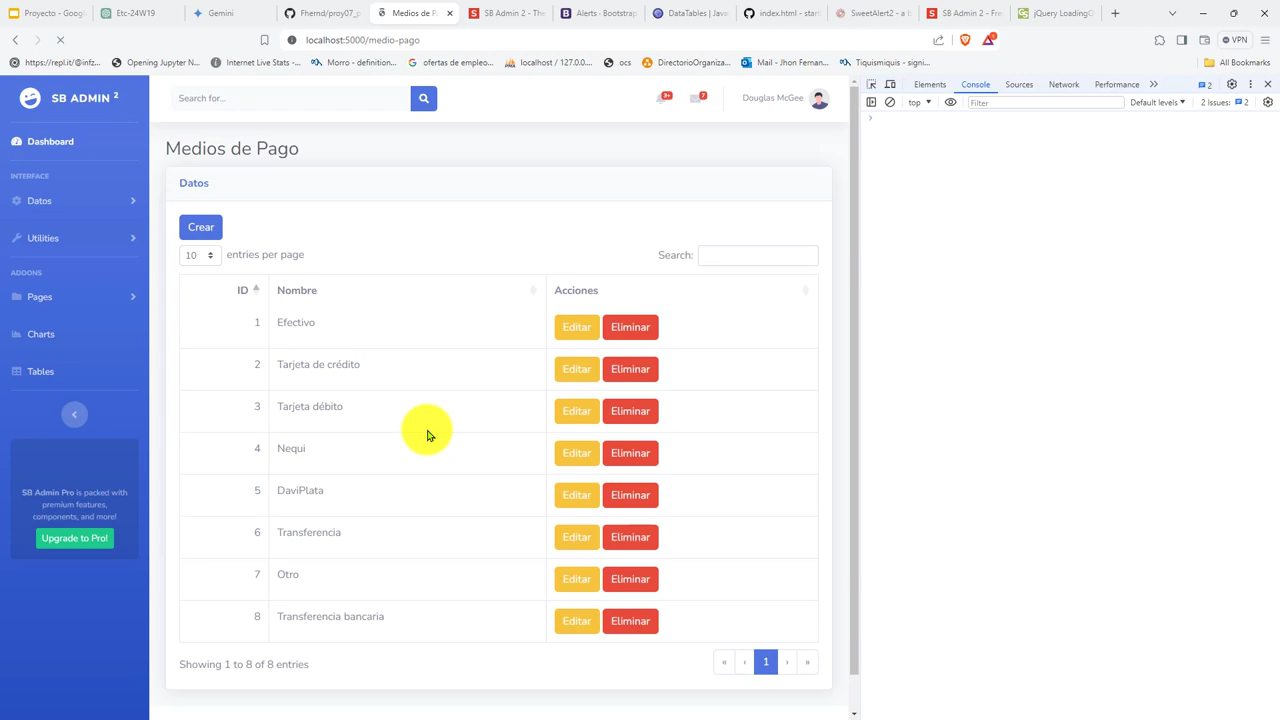 Proyecto - Google
Etc-24W19
Gemini
Fhernd/proy07_p
Medios de P
SB Admin 2 - The
Alerts · Bootstrap
DataTables | Java
index.html - start
SweetAlert2 - a b
SB Admin 2 - Fre
jQuery LoadingO
localhost:5000/medio-pago
VPN
https://repl.it/@infz...
Opening Jupyter N...
Internet Live Stats -...
Morro - definition...
ofertas de empleo...
localhost / 127.0.0...
ocs
DirectorioOrganiza...
Mail - Jhon Fernan...
Tiquismiquis - signi...
All Bookmarks
SB ADMIN 2
Search for...
3+
7
Douglas McGee
Elements
Console
Sources
Network
Performance
2
top
Filter
Default levels
2 Issues:
2
Dashboard
INTERFACE
Datos
Utilities
ADDONS
Pages
Charts
Tables
SB Admin Pro is packed with
premium features,
components, and more!
Upgrade to Pro!
Medios de Pago
Datos
Crear
10 entries per page
Search:
ID Nombre Acciones
1 Efectivo Editar Eliminar
2 Tarjeta de crédito Editar Eliminar
3 Tarjeta débito Editar Eliminar
4 Nequi Editar Eliminar
5 DaviPlata Editar Eliminar
6 Transferencia Editar Eliminar
7 Otro Editar Eliminar
8 Transferencia bancaria Editar Eliminar
Showing 1 to 8 of 8 entries
« ‹ 1 › »